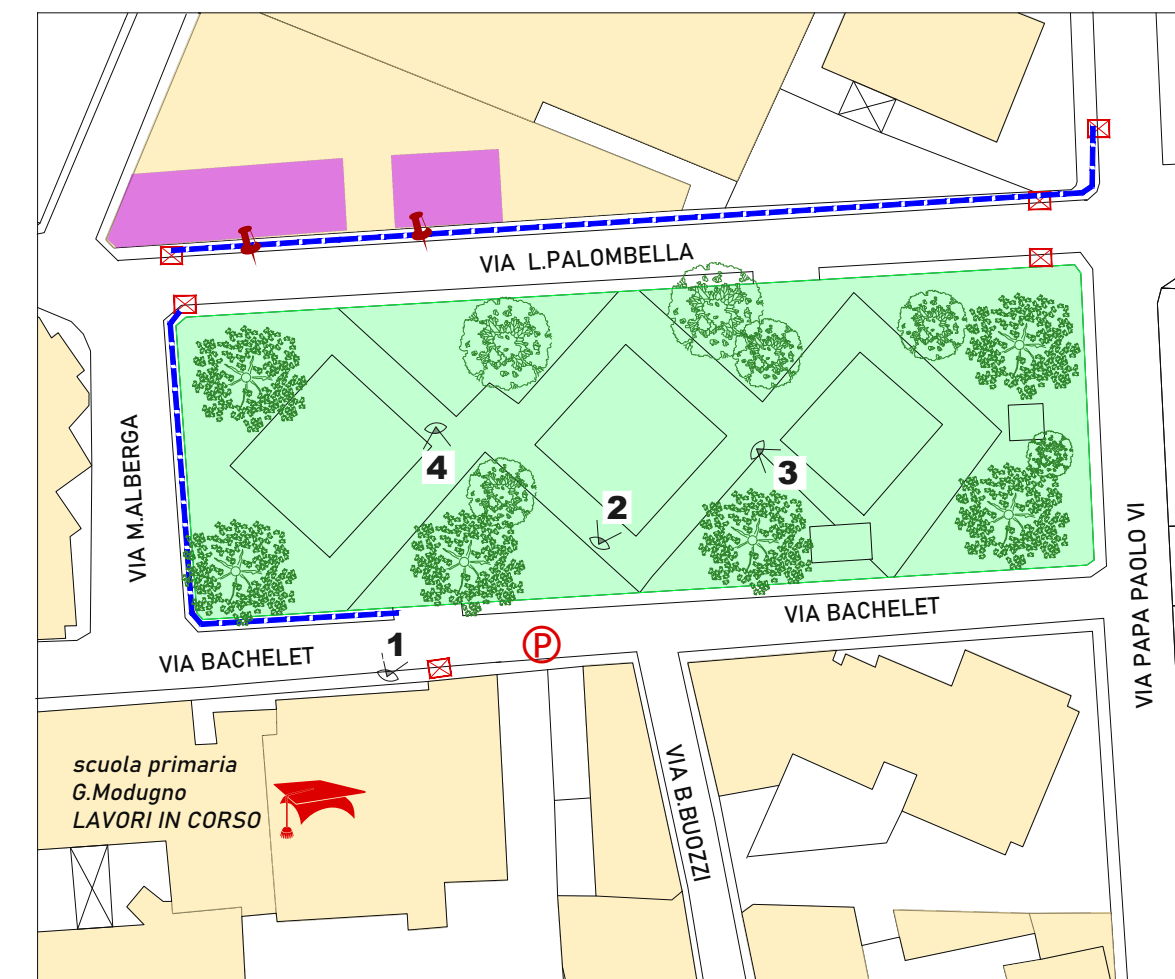 VIA L.PALOMBELLA
VIA M.ALBERGA
4
3
2
1
VIA BACHELET
VIA BACHELET
P
VIA PAPA PAOLO VI
VIA B.BUOZZI
scuola primaria
G.Modugno
LAVORI IN CORSO